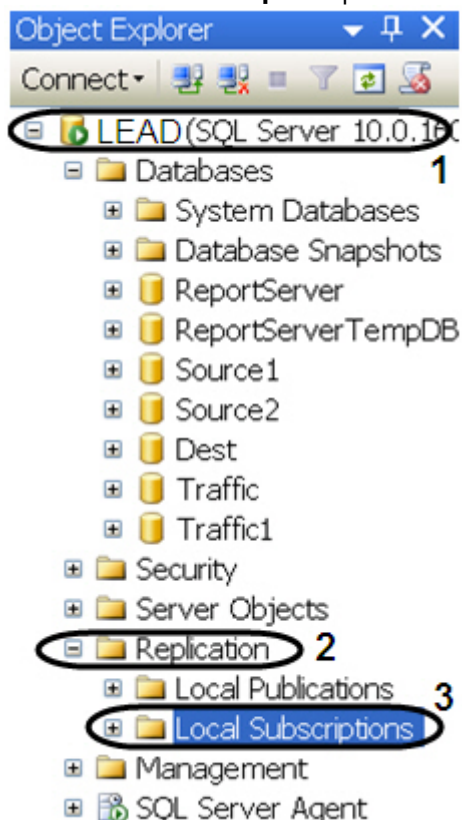 Object Explorer
Connect
LEAD (SQL Server 10.0.160
1
Databases
System Databases
Database Snapshots
ReportServer
ReportServerTempDB
Source1
Source2
Dest
Traffic
Traffic1
Security
Server Objects
Replication 2
Local Publications
3
Local Subscriptions
Management
SQL Server Agent